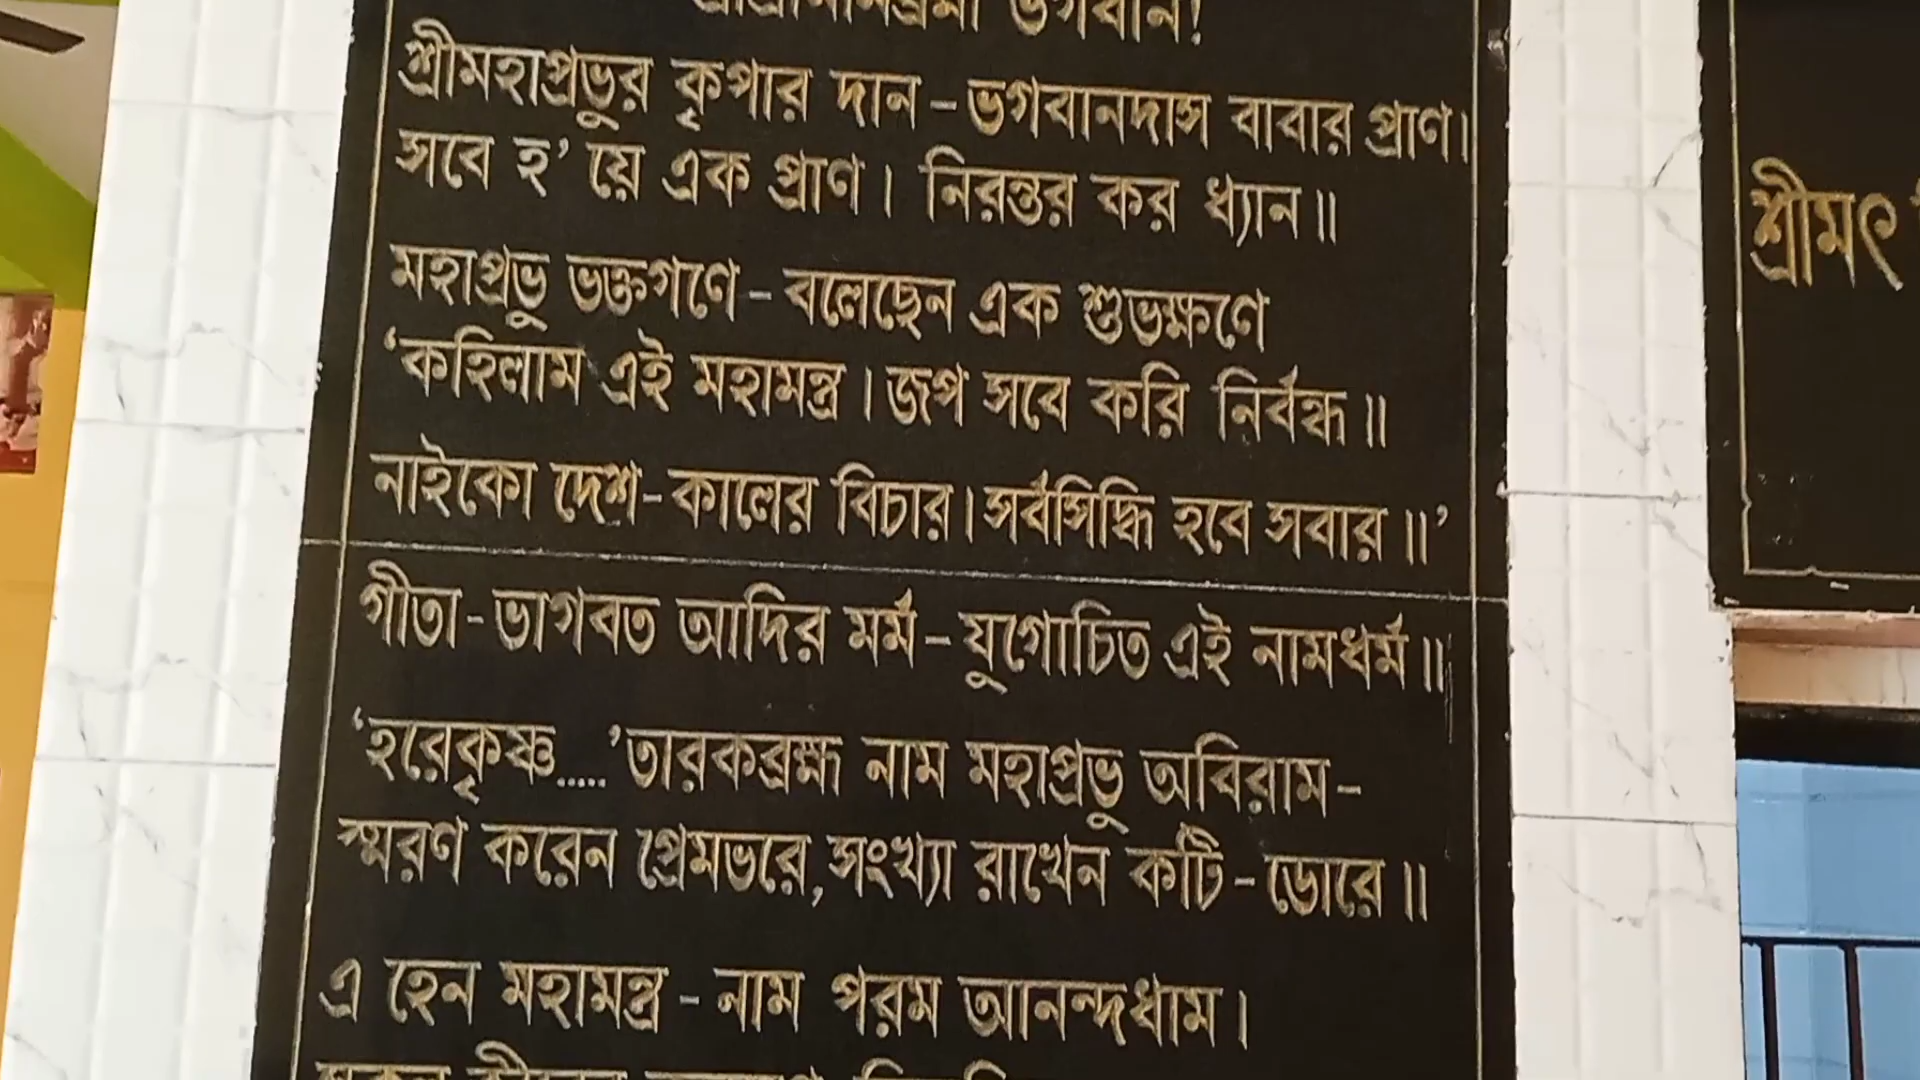 ভগবান!
শ্রীমহাপ্রভুর কৃপার দান – ভগবানদাস বাবার প্রাণ।
সবে হ' য়ে এক প্রাণ। নিরন্তর কর ধ্যান॥
মহাপ্রভু ভক্তগণে – বলেছেন এক শুভক্ষণে
‘কহিলাম এই মহামন্ত্র। জপ সবে করি নির্বন্ধ॥
নাইকো দেশ-কালের বিচার। সর্বসিদ্ধি হবে সবার॥’
গীতা-ভাগবত আদির মর্ম – যুগোচিত এই নামধর্ম॥
‘হরেকৃষ্ণ.....’তারকব্রহ্ম নাম মহাপ্রভু অবিরাম–
স্মরণ করেন প্রেমভরে, সংখ্যা রাখেন কটি-ডোরে॥
এ হেন মহামন্ত্র – নাম পরম আনন্দধাম।
শ্রীমৎ